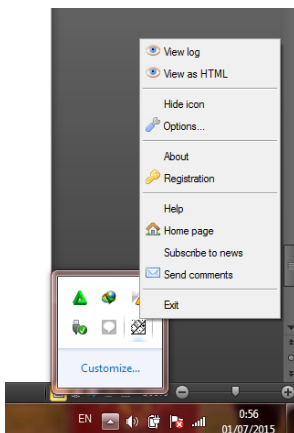 View log
View as HTML
Hide icon
Options...
About
Registration
Help
Home page
Subscribe to news
Send comments
Exit
Customize...
EN
0:56
01/07/2015